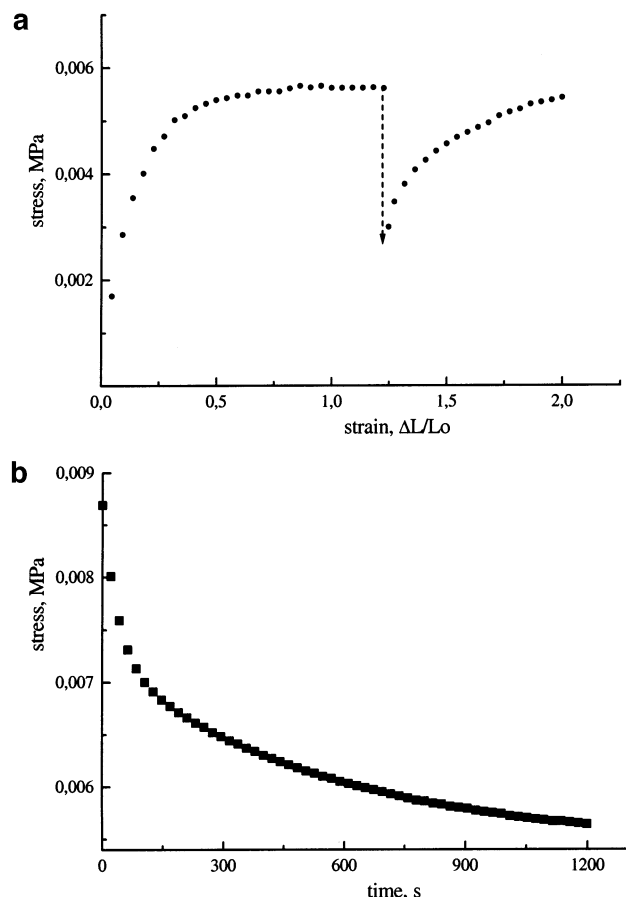 a
0,006
0,004
0,002
stress, MPa
0,0 0,5 1,0 1,5 2,0
strain, ΔL/Lo
b
0,009
0,008
0,007
0,006
stress, MPa
0 300 600 900 1200
time, s